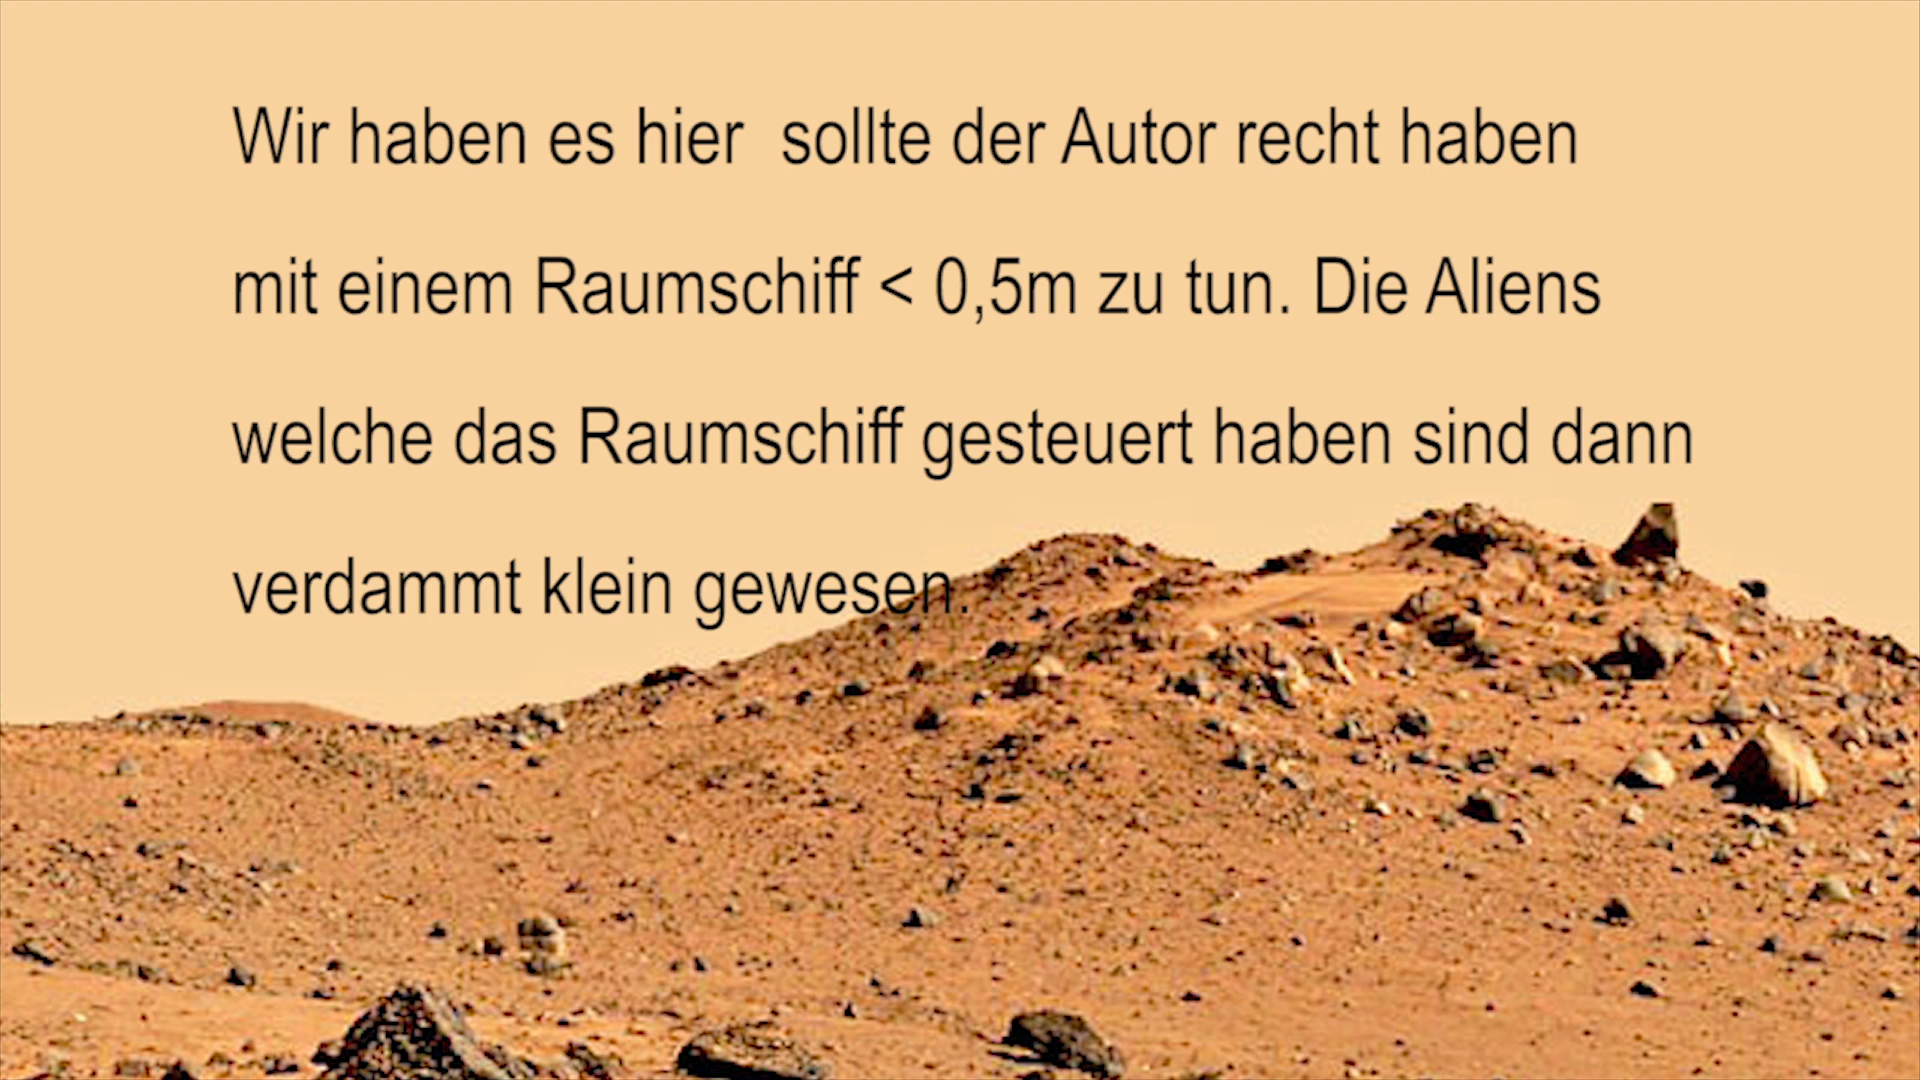 Wir haben es hier  sollte der Autor recht haben
mit einem Raumschiff < 0,5m zu tun. Die Aliens
welche das Raumschiff gesteuert haben sind dann
verdammt klein gewesen.